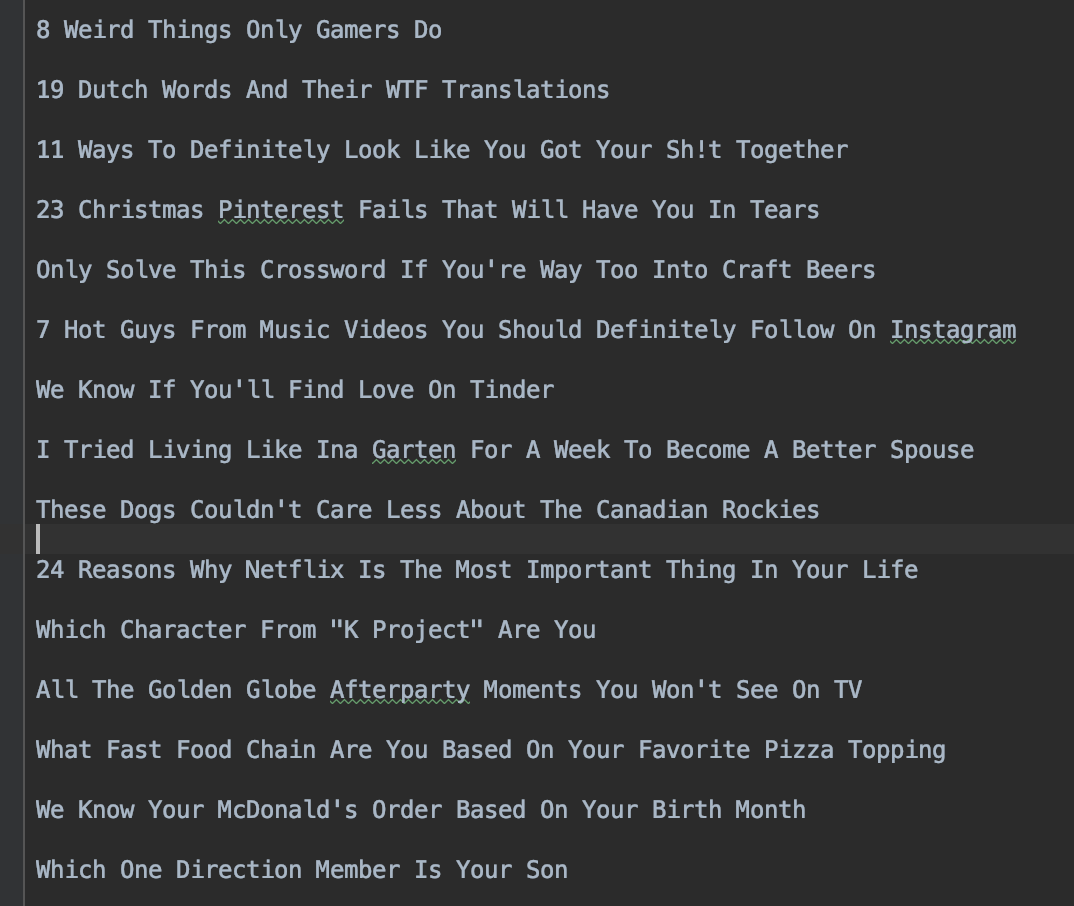 8 Weird Things Only Gamers Do
19 Dutch Words And Their WTF Translations
11 Ways To Definitely Look Like You Got Your Sh!t Together
23 Christmas Pinterest Fails That Will Have You In Tears
Only Solve This Crossword If You're Way Too Into Craft Beers
7 Hot Guys From Music Videos You Should Definitely Follow On Instagram
We Know If You'll Find Love On Tinder
I Tried Living Like Ina Garten For A Week To Become A Better Spouse
These Dogs Couldn't Care Less About The Canadian Rockies
24 Reasons Why Netflix Is The Most Important Thing In Your Life
Which Character From "K Project" Are You
All The Golden Globe Afterparty Moments You Won't See On TV
What Fast Food Chain Are You Based On Your Favorite Pizza Topping
We Know Your McDonald's Order Based On Your Birth Month
Which One Direction Member Is Your Son